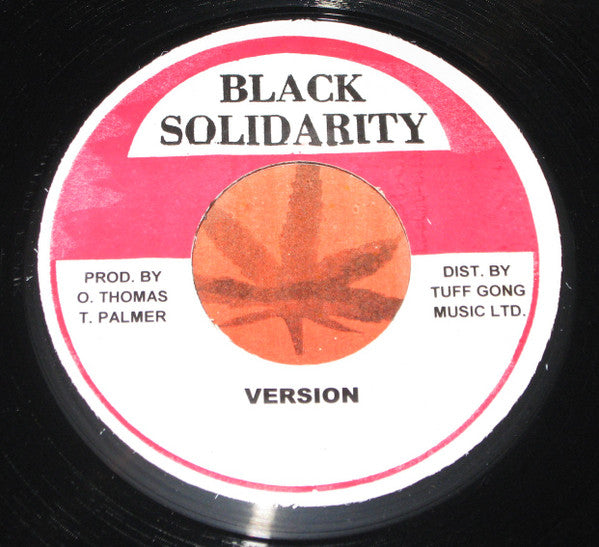 BLACK
SOLIDARITY
PROD. BY
O. THOMAS
T. PALMER
DIST. BY
TUFF GONG
MUSIC LTD.
VERSION